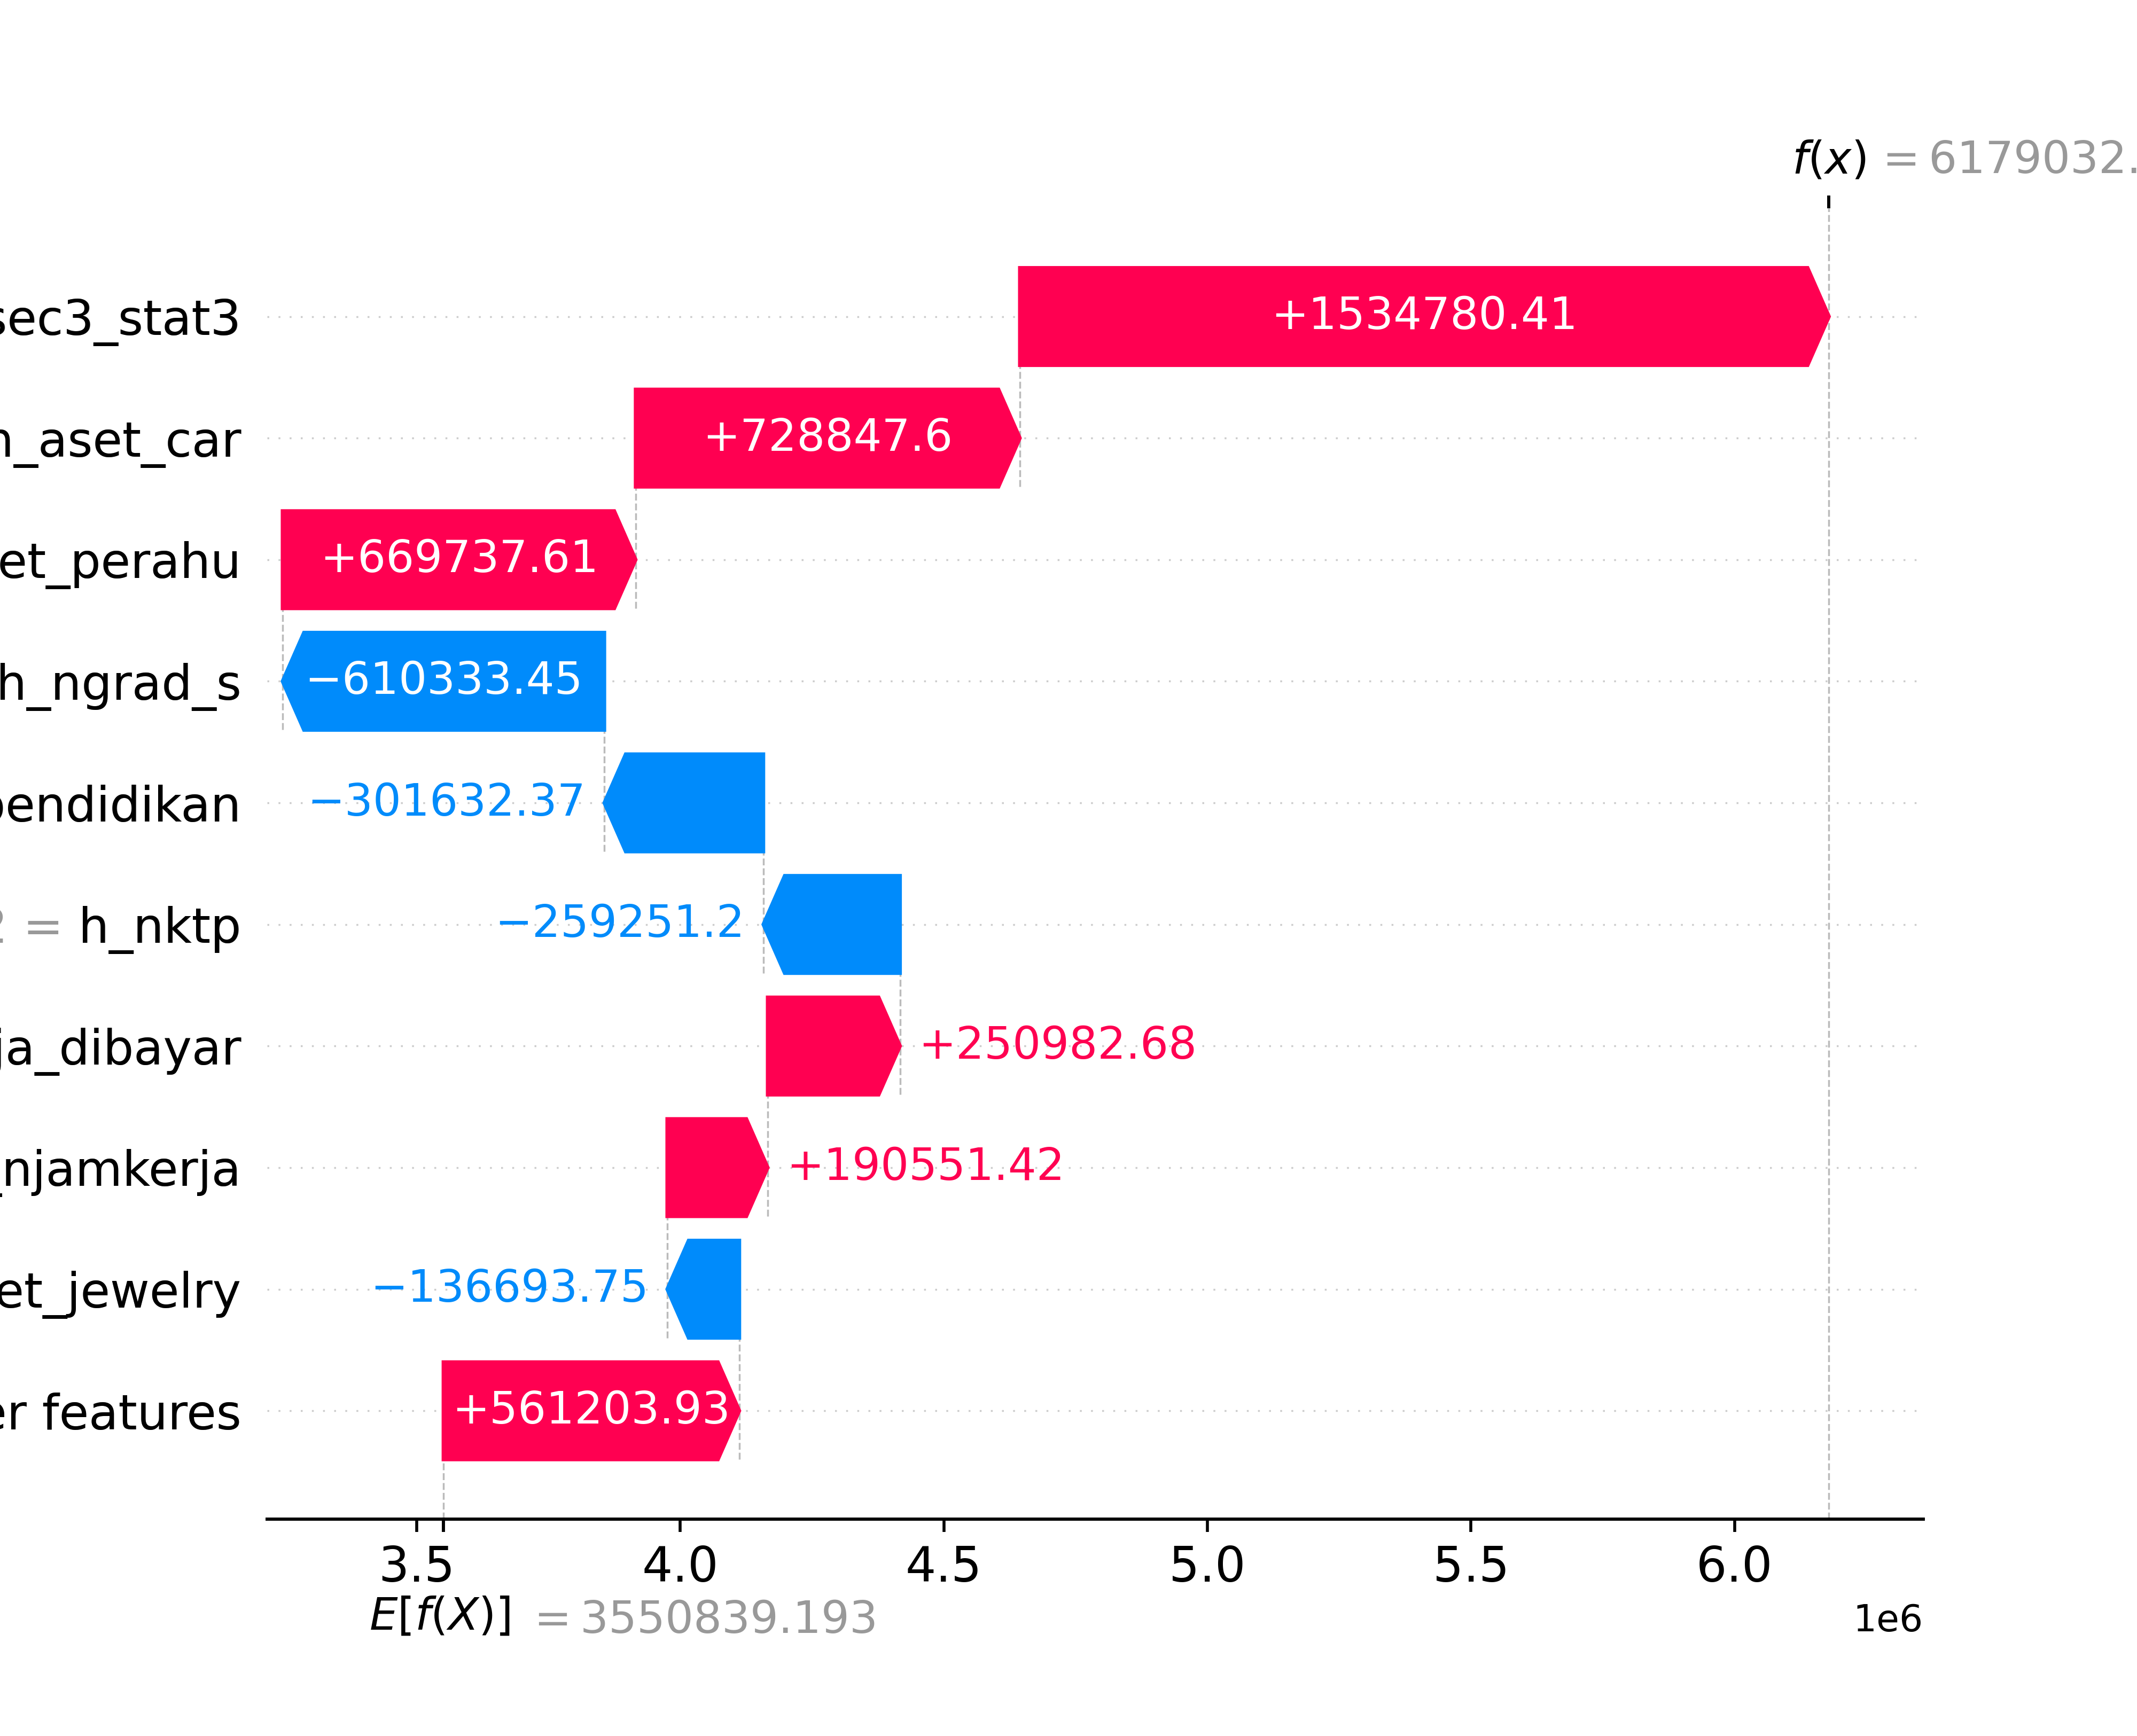 f(x) = 6179032.
sec3_stat3 +1534780.41
_aset_car +728847.6
et_perahu +669737.61
h_ngrad_s −610333.45
pendidikan −301632.37
= h_nktp −259251.2
ja_dibayar +250982.68
_njamkerja +190551.42
et_jewelry −136693.75
er features +561203.93
3.5 4.0 4.5 5.0 5.5 6.0
E[f(X)] = 3550839.193
1e6